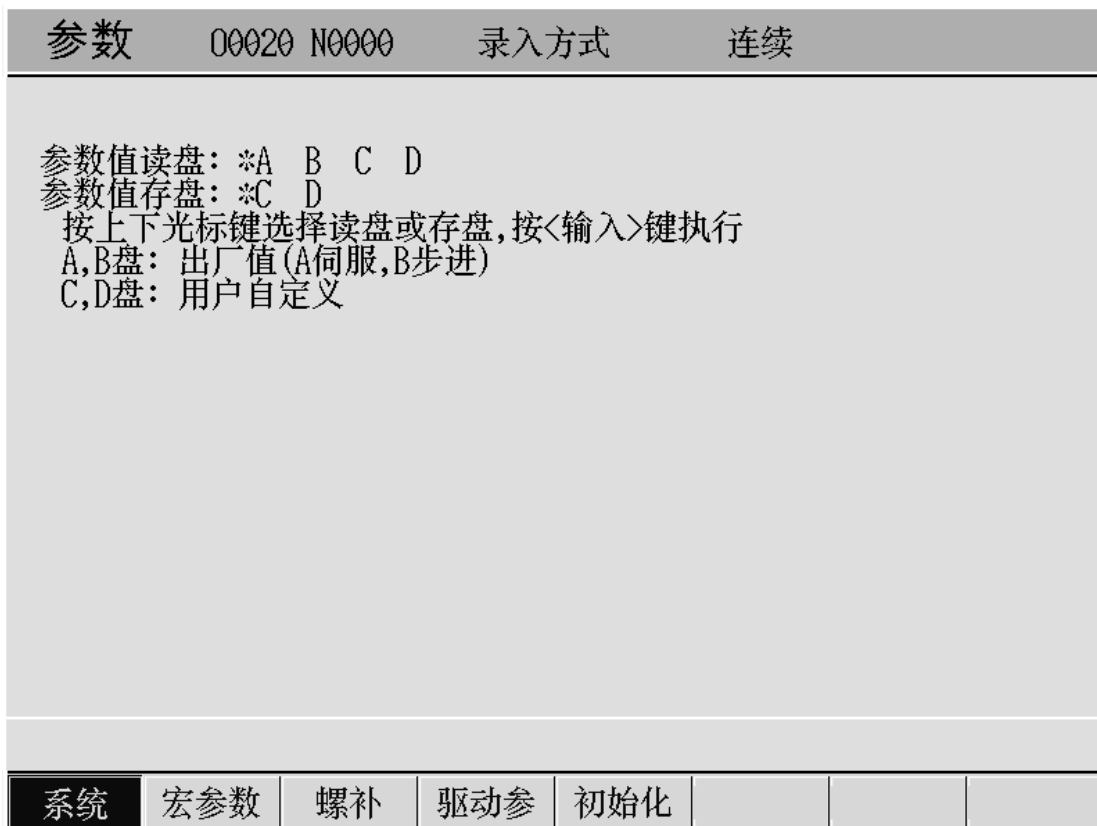 参数 O0020 N0000 录入方式 连续
参数值读盘: *A B C D
参数值存盘: *C D
按上下光标键选择读盘或存盘,按<输入>键执行
A,B盘: 出厂值(A伺服,B步进)
C,D盘: 用户自定义
系统 宏参数 螺补 驱动参 初始化